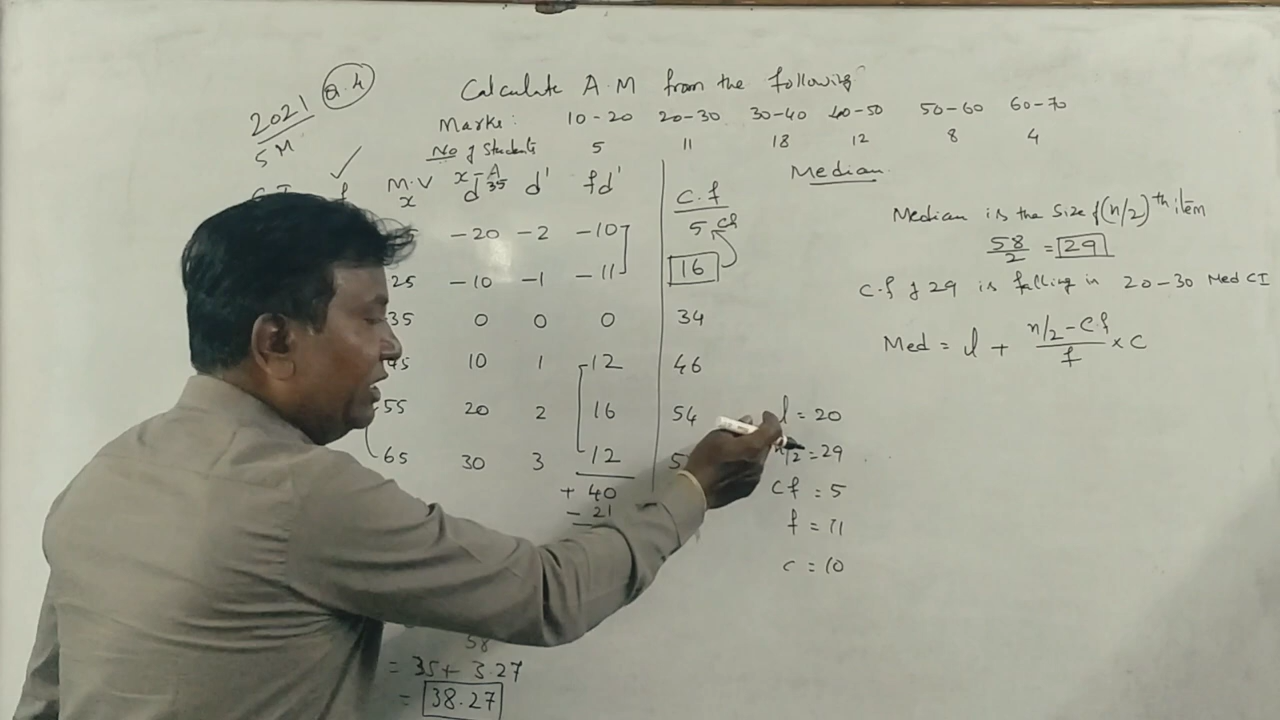 2021 Q.4
5 M
Calculate A.M from the following
Marks: 10-20 20-30 30-40 40-50 50-60 60-70
No of Students 5 11 18 12 8 4
C.I f M.V x x-A d 35 d' fd' C.f
-20 -2 -10 5 Cf
25 -10 -1 -11 16
35 0 0 0 34
45 10 1 12 46
55 20 2 16 54
65 30 3 12 5
+ 40
- 21
58
= 35+ 3.27
= 38.27
Median
Median is the Size of (n/2)th item
58/2 = 29
C.f of 29 is falling in 20-30 Med CI
Med = l + n/2 - C.f / f × C
l = 20
n/2 = 29
Cf = 5
f = 11
c = 10